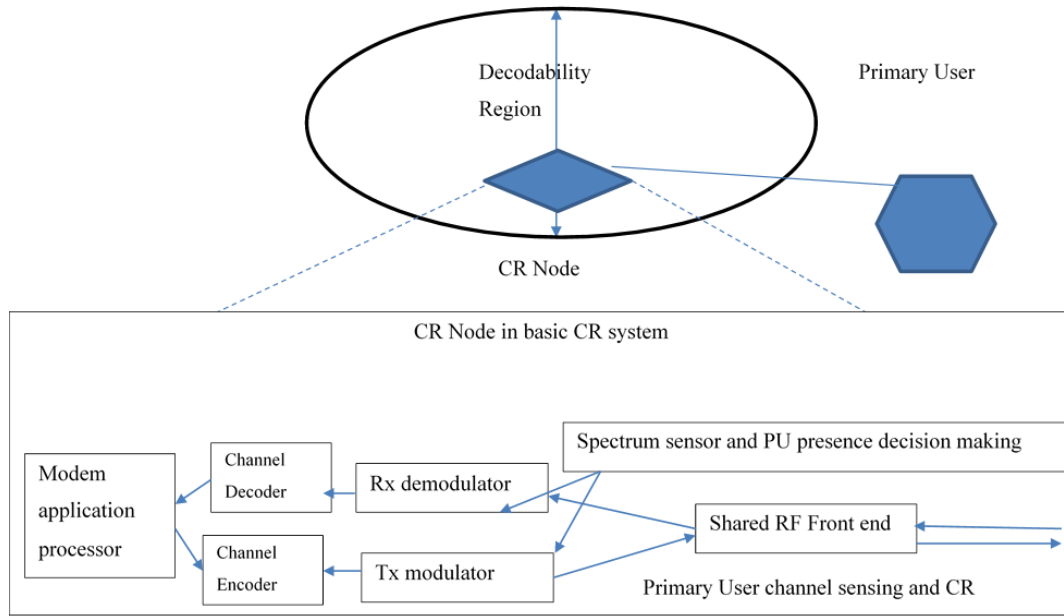 Decodability
Region
Primary User
CR Node
CR Node in basic CR system
Spectrum sensor and PU presence decision making
Modem
application
processor
Channel
Decoder
Rx demodulator
Shared RF Front end
Channel
Encoder
Tx modulator
Primary User channel sensing and CR